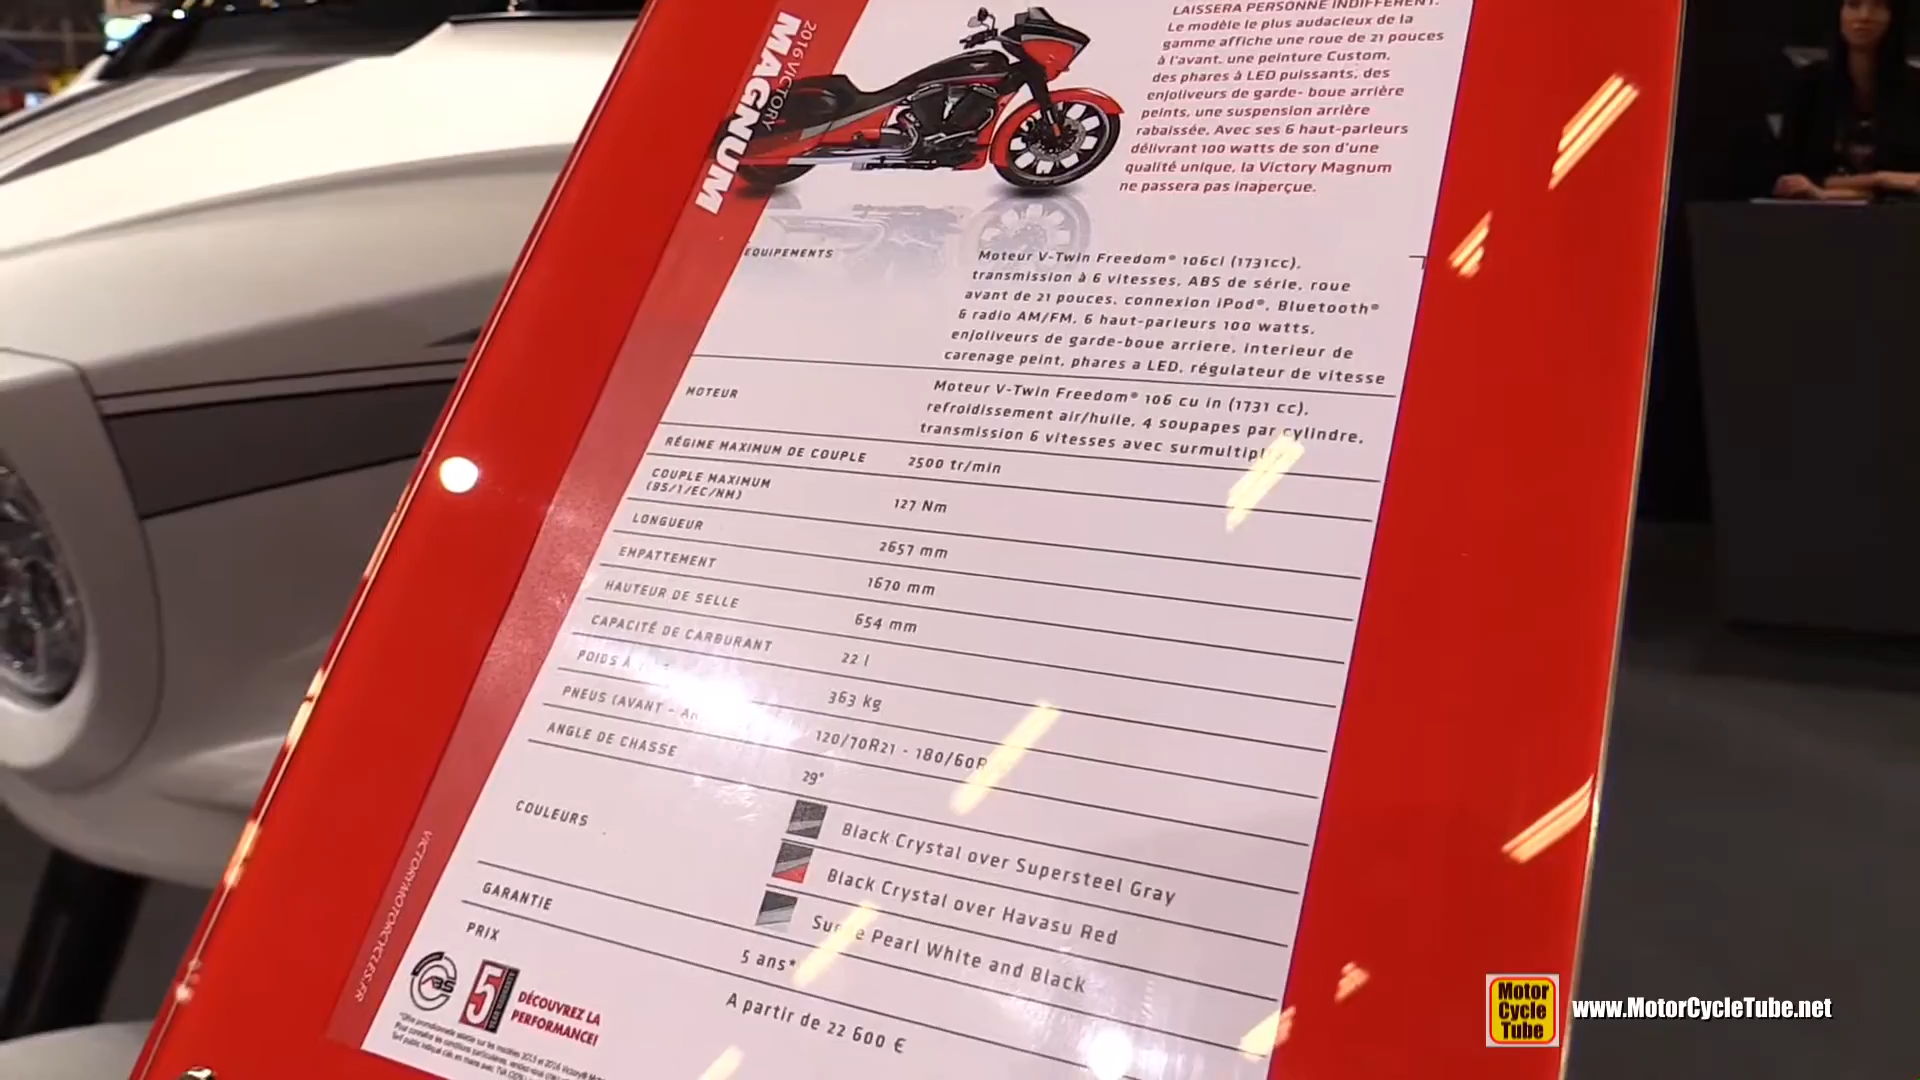 LAISSERA PERSONNE INDIFFÉRENT.
Le modèle le plus audacieux de la
gamme affiche une roue de 21 pouces
à l'avant, une peinture Custom,
des phares à LED puissants, des
enjoliveurs de garde- boue arrière
peints, une suspension arrière
rabaissée. Avec ses 6 haut-parleurs
délivrant 100 watts de son d'une
qualité unique, la Victory Magnum
ne passera pas inaperçue.
2016 VICTORY
MAGNUM
EQUIPEMENTS
Moteur V-Twin Freedom® 106ci (1731cc),
transmission à 6 vitesses, ABS de série, roue
avant de 21 pouces, connexion iPod®, Bluetooth®
& radio AM/FM, 6 haut-parleurs 100 watts,
enjoliveurs de garde-boue arriere, interieur de
carenage peint, phares a LED, régulateur de vitesse
MOTEUR
Moteur V-Twin Freedom® 106 cu in (1731 cc),
refroidissement air/huile, 4 soupapes par cylindre,
transmission 6 vitesses avec
RÉGIME MAXIMUM DE COUPLE 2500 tr/min
COUPLE MAXIMUM
(95/1/EC/NM) 127 Nm
LONGUEUR 2657 mm
EMPATTEMENT 1670 mm
HAUTEUR DE SELLE 654 mm
CAPACITÉ DE CARBURANT 22 l
POIDS À 363 kg
PNEUS (AVANT - 120/70R21 - 180/60R
ANGLE DE CHASSE 29°
COULEURS
Black Crystal over Supersteel Gray
Black Crystal over Havasu Red
Pearl White and Black
GARANTIE 5 ans*
PRIX A partir de 22 600 €
VICTORYMOTORCYCLES.FR
ABS
5
YEAR WARRANTY
DÉCOUVREZ LA
PERFORMANCE!
Motor
Cycle
Tube
www.MotorCycleTube.net